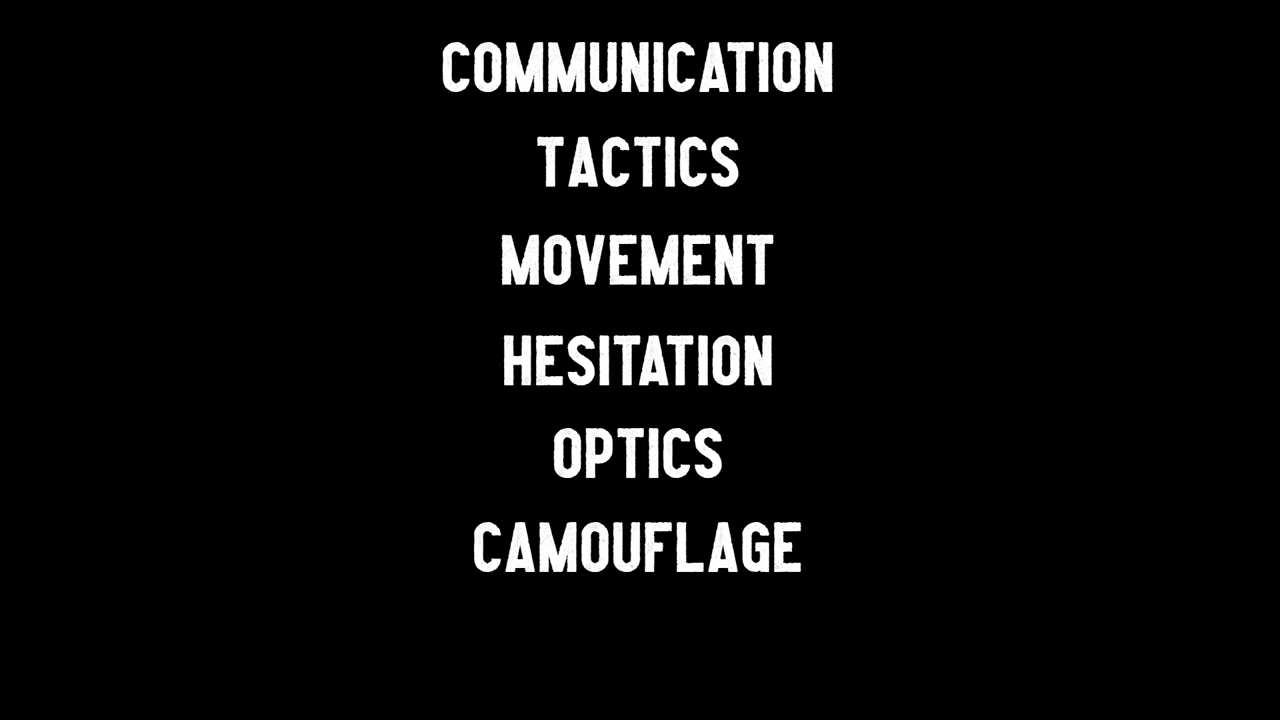 COMMUNICATION
TACTICS
MOVEMENT
HESITATION
OPTICS
CAMOUFLAGE